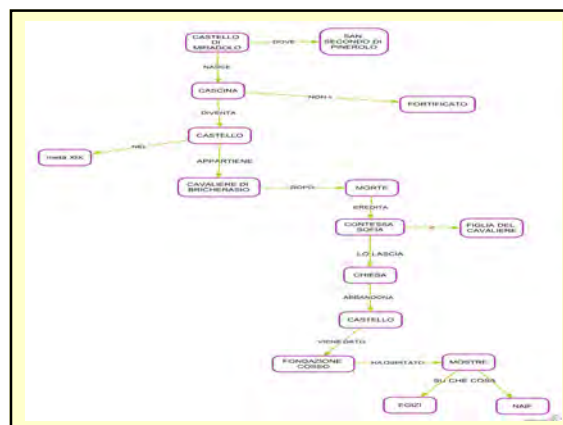 CASTELLO
DI
MIRADOLO
DOVE
SAN
SECONDO DI
PINEROLO
NASCE
CASCINA
NON È
FORTIFICATO
DIVENTA
CASTELLO
NEL
metà XIX
APPARTIENE
CAVALIERE DI
BRICHERASIO
DOPO
MORTE
EREDITA
CONTESSA
SOFIA
FIGLIA DEL
CAVALIERE
LO LASCIA
CHIESA
ABBANDONA
CASTELLO
VIENE DATO
FONDAZIONE
COSSO
HA OSPITATO
MOSTRE
SU CHE COSA
EGIZI
NAIF